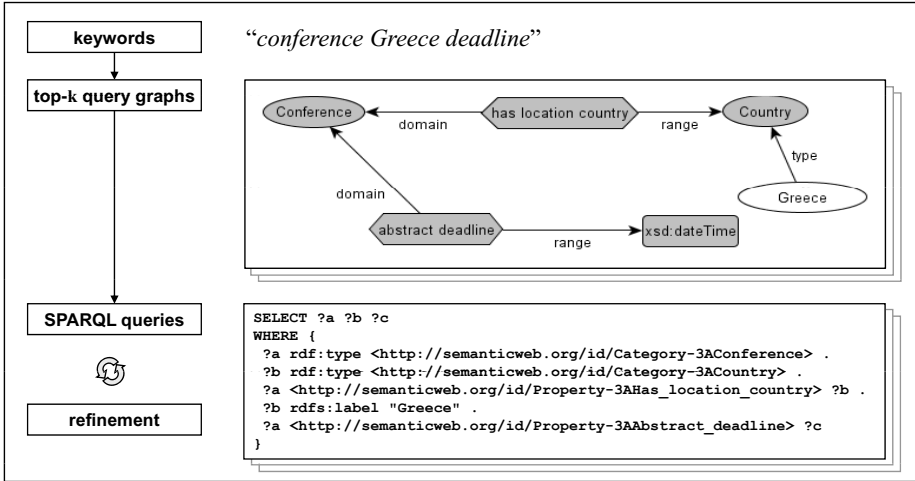 keywords
“conference Greece deadline”
top-k query graphs
Conference
has location country
Country
domain
range
type
domain
Greece
abstract deadline
range
xsd:dateTime
SPARQL queries
SELECT ?a ?b ?c
WHERE {
?a rdf:type <http://semanticweb.org/id/Category-3AConference> .
?b rdf:type <http://semanticweb.org/id/Category-3ACountry> .
?a <http://semanticweb.org/id/Property-3AHas_location_country> ?b .
?b rdfs:label "Greece" .
?a <http://semanticweb.org/id/Property-3AAbstract_deadline> ?c
}
refinement